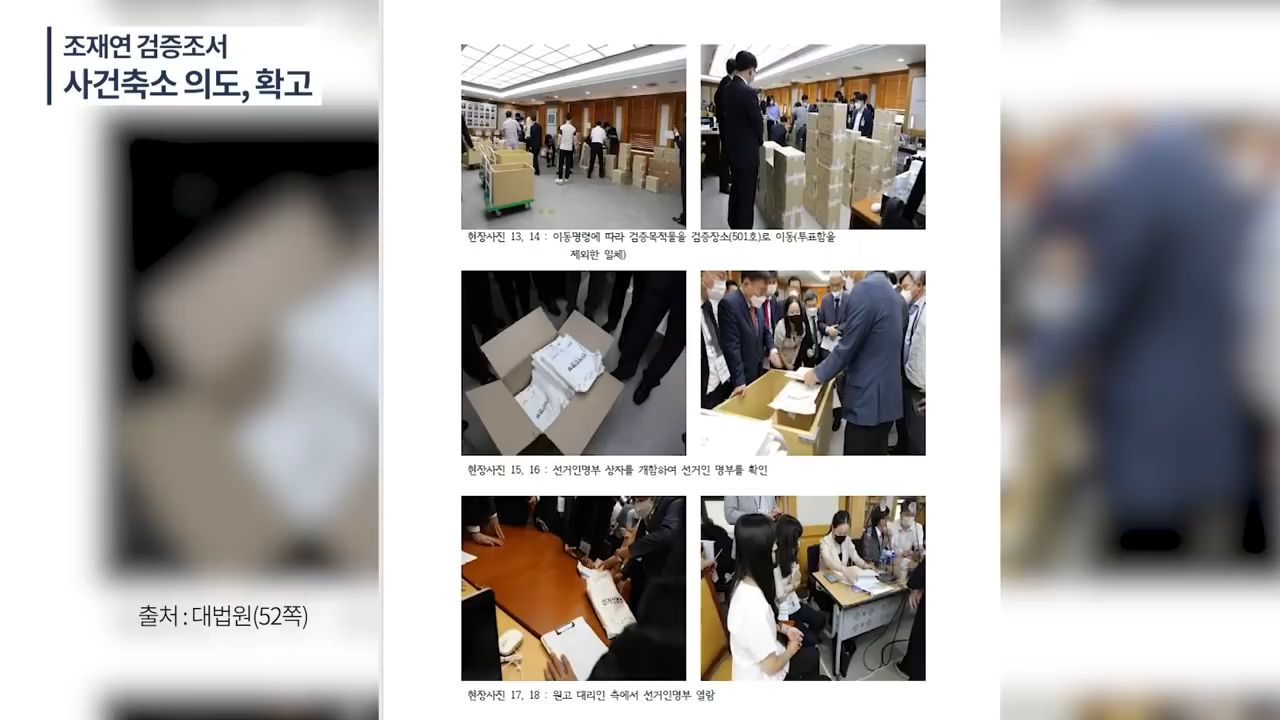 조재연 검증조서
사건축소 의도, 확고
현장사진 13, 14 : 이동명령에 따라 검증목적물을 검증장소(501호)로 이동(투표함을
제외한 일체)
현장사진 15, 16 : 선거인명부 상자를 개함하여 선거인 명부를 확인
선거인명부
현장사진 17, 18 : 원고 대리인 측에서 선거인명부 열람
출처 : 대법원(52쪽)